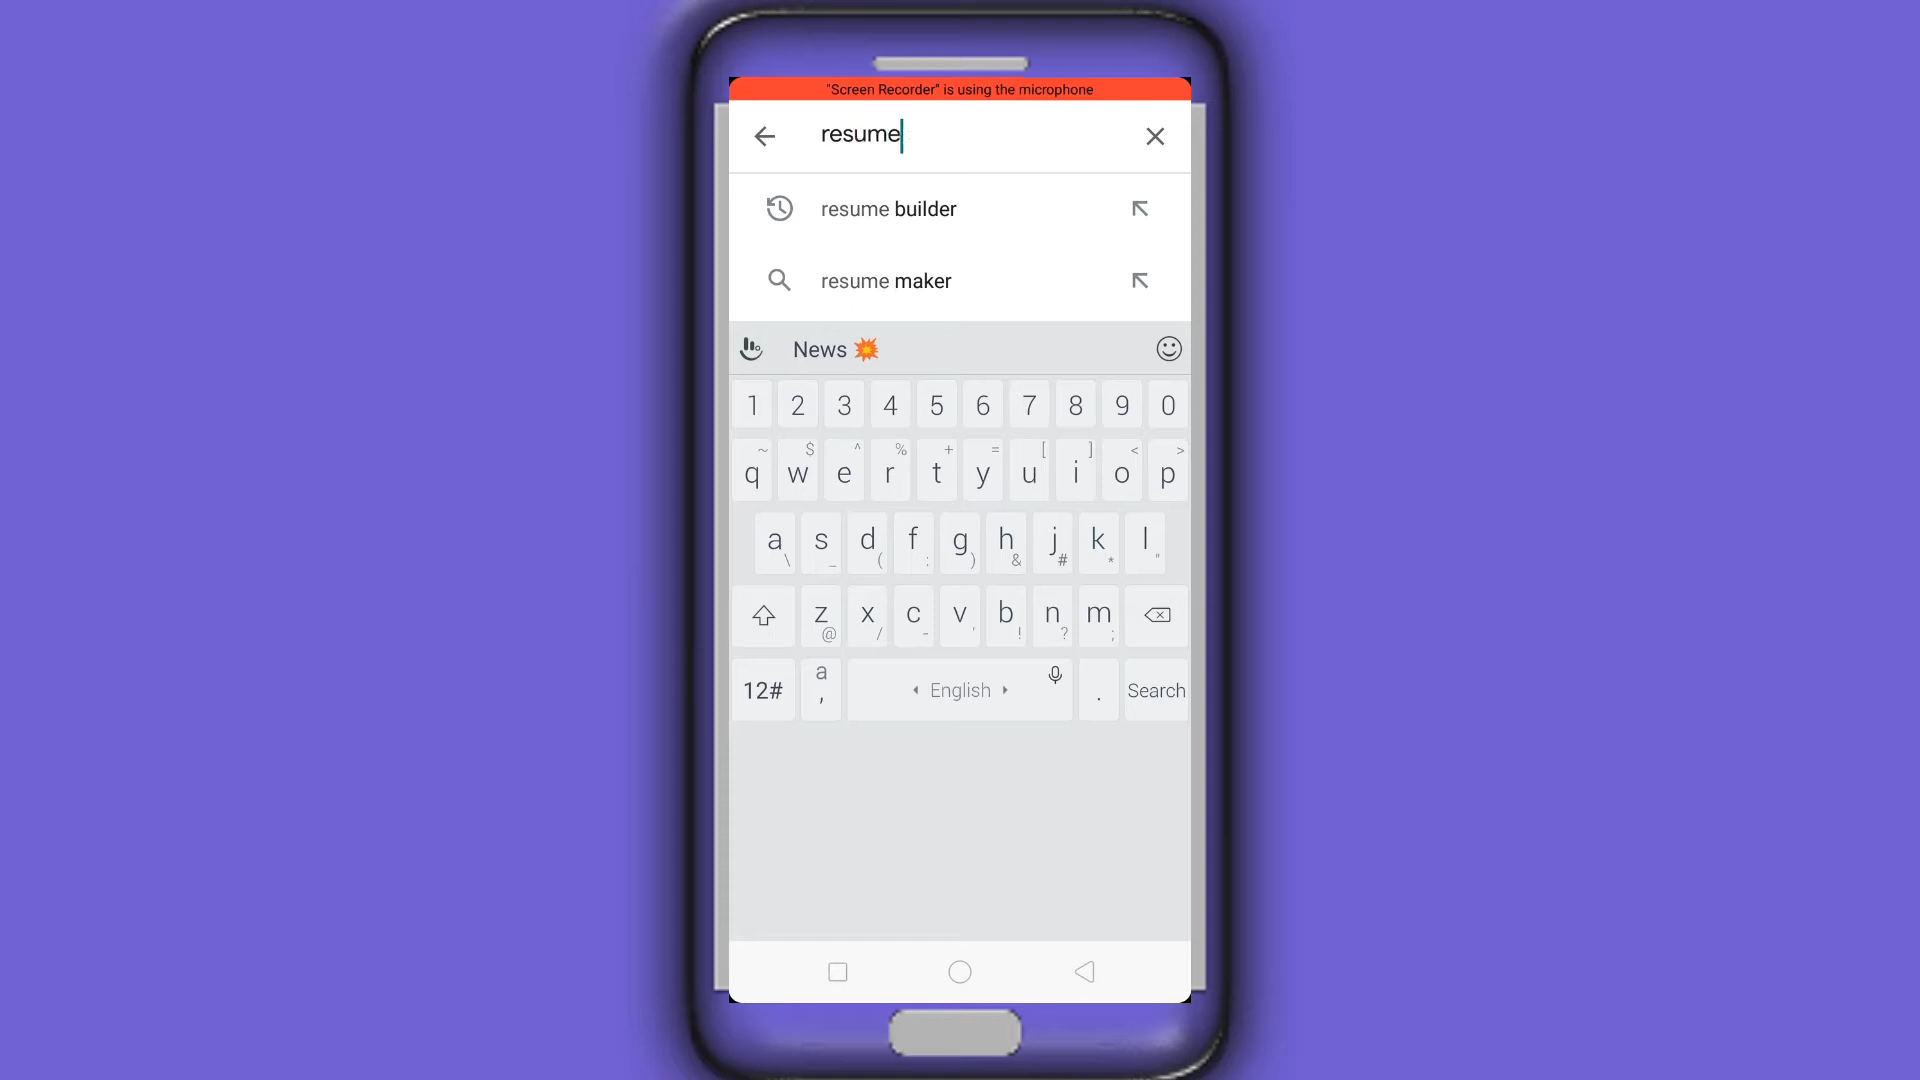 "Screen Recorder" is using the microphone
resume
resume builder
resume maker
News 💥
1 2 3 4 5 6 7 8 9 0
~ $ ^ % + = [ ] < >
q w e r t y u i o p
a s d f g h j k l
\ _ ( : ) & # * "
z x c v b n m
@ / - ' ! ? ;
12# a , English . Search